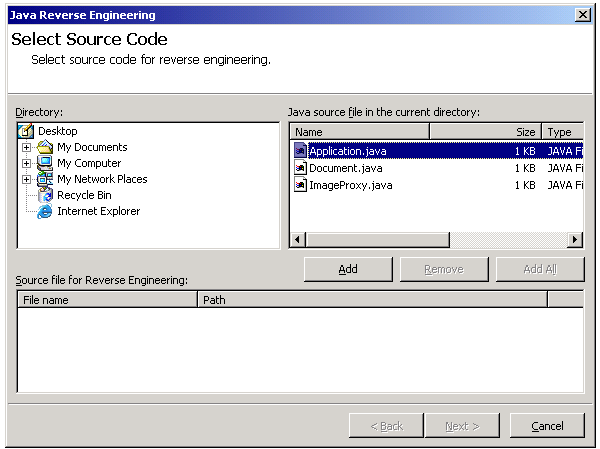 Java Reverse Engineering
Select Source Code
Select source code for reverse engineering.
Directory:
Desktop
My Documents
My Computer
My Network Places
Recycle Bin
Internet Explorer
Java source file in the current directory:
Name Size Type
Application.java 1 KB JAVA Fi
Document.java 1 KB JAVA Fi
ImageProxy.java 1 KB JAVA Fi
Add Remove Add All
Source file for Reverse Engineering:
File name Path
< Back Next > Cancel